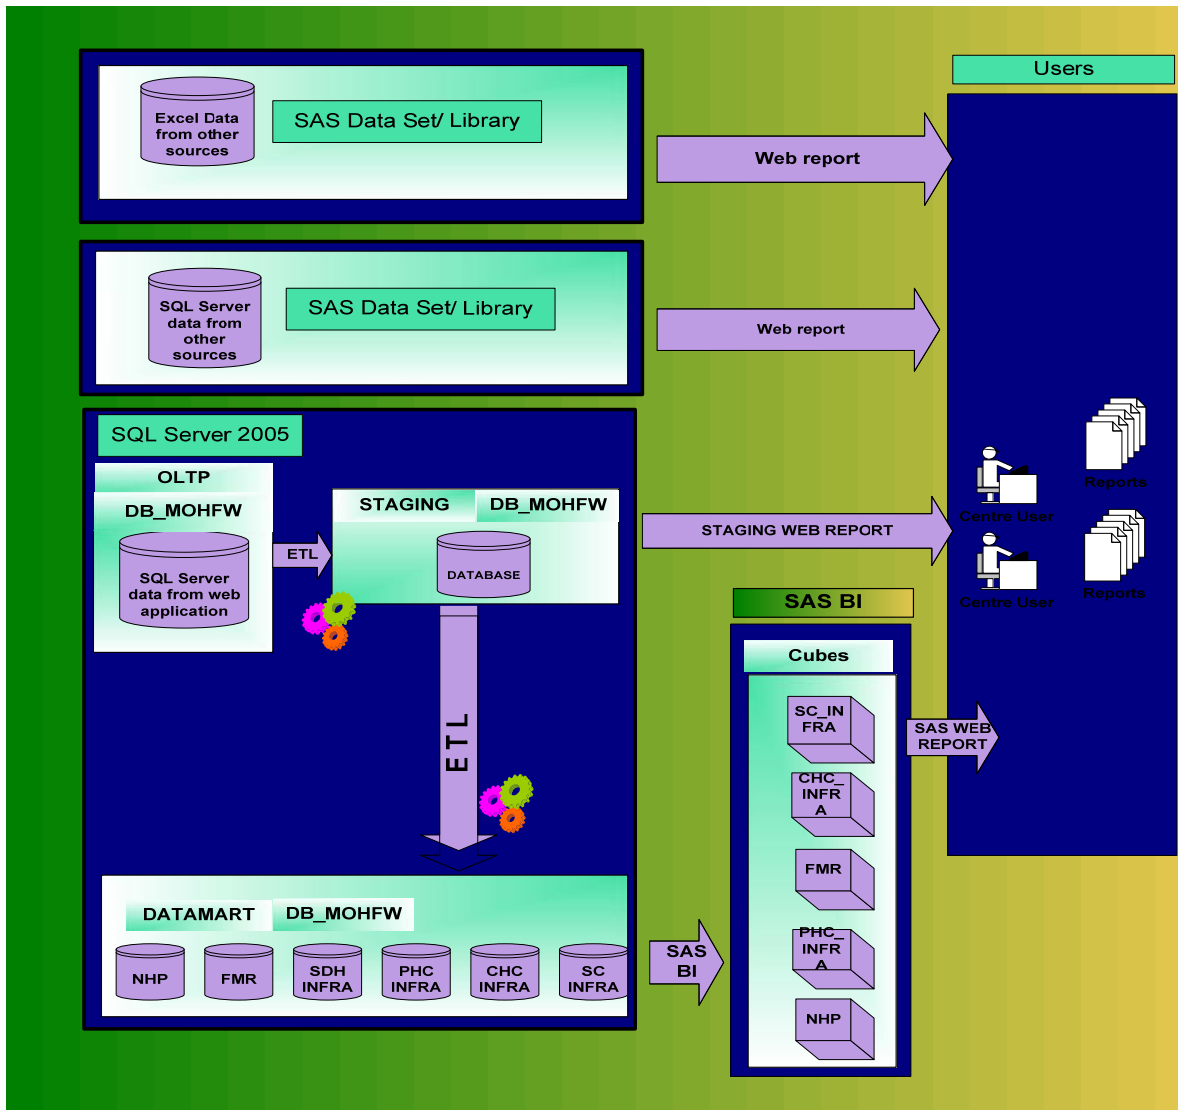 Users
Excel Data
from other
sources
SAS Data Set/ Library
Web report
SQL Server
data from
other
sources
SAS Data Set/ Library
Web report
SQL Server 2005
OLTP
DB_MOHFW
SQL Server
data from web
application
ETL
STAGING
DB_MOHFW
DATABASE
STAGING WEB REPORT
Centre User
Reports
Centre User
Reports
ETL
SAS BI
Cubes
SC_IN
FRA
CHC_
INFR
A
FMR
PHC_
INFR
A
NHP
SAS WEB
REPORT
DATAMART
DB_MOHFW
NHP
FMR
SDH
INFRA
PHC
INFRA
CHC
INFRA
SC
INFRA
SAS
BI